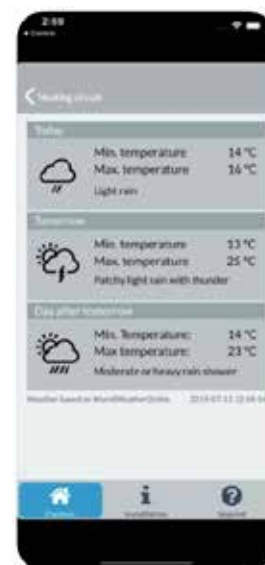 2:59
Heating circuit
Today
Min. temperature 14 °C
Max. temperature 16 °C
Light rain
Tomorrow
Min. temperature 13 °C
Max. temperature 25 °C
Patchy light rain with thunder
Day after tomorrow
Min. Temperature: 14 °C
Max temperature: 23 °C
Moderate or heavy rain shower
Weather based on WorldWeatherOnline
Installation